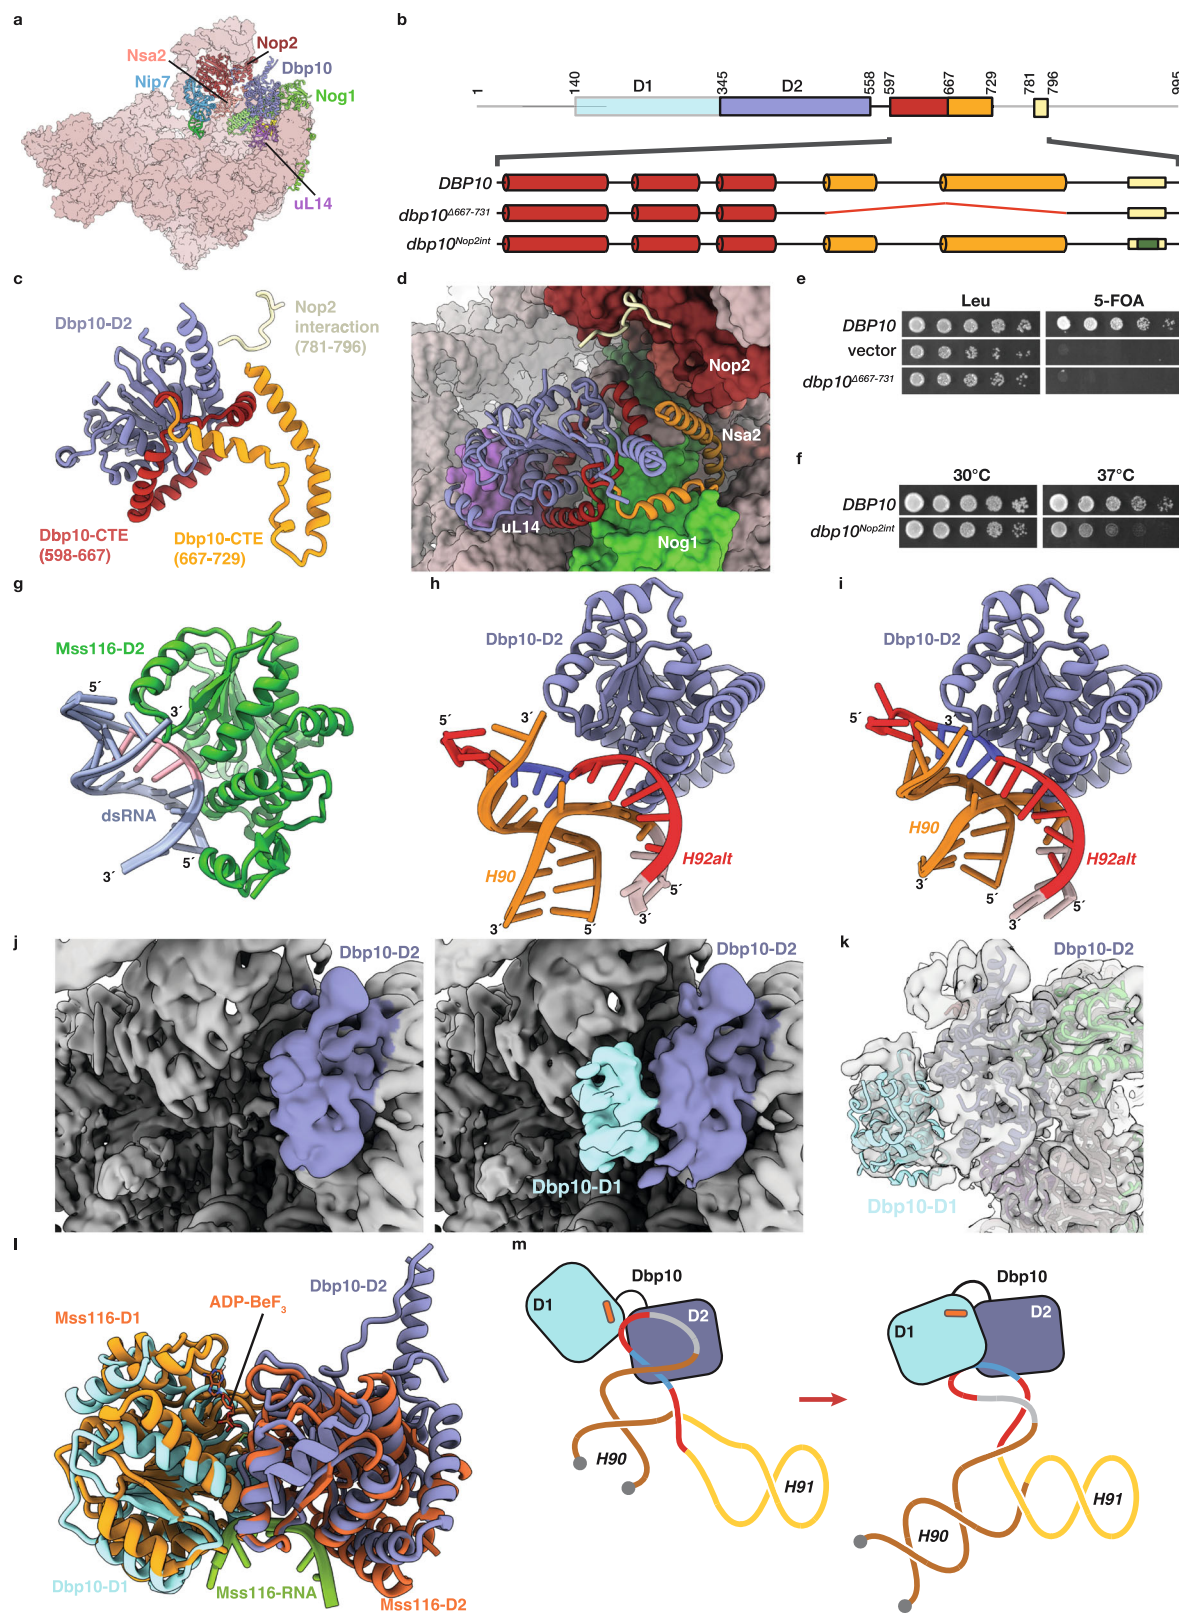 a
Nop2
Nsa2
Dbp10
Nip7
Nog1
uL14
b
1
140
D1
345
D2
558
597
667
729
781
796
995
DBP10
dbp10Δ667-731
dbp10Nop2int
c
Dbp10-D2
Nop2
interaction
(781-796)
Dbp10-CTE
(598-667)
Dbp10-CTE
(667-729)
d
Nop2
Nsa2
uL14
Nog1
e
Leu
5-FOA
DBP10
vector
dbp10Δ667-731
f
30°C
37°C
DBP10
dbp10Nop2int
g
Mss116-D2
5´
3´
dsRNA
5´
3´
h
Dbp10-D2
5´
3´
H90
H92alt
5´
3´
3´
5´
i
Dbp10-D2
5´
3´
H90
H92alt
3´
5´
3´
j
Dbp10-D2
Dbp10-D2
Dbp10-D1
k
Dbp10-D2
Dbp10-D1
l
Dbp10-D2
ADP-BeF3
Mss116-D1
Dbp10-D1
Mss116-RNA
Mss116-D2
m
Dbp10
D1
D2
H90
H91
Dbp10
D1
D2
H90
H91